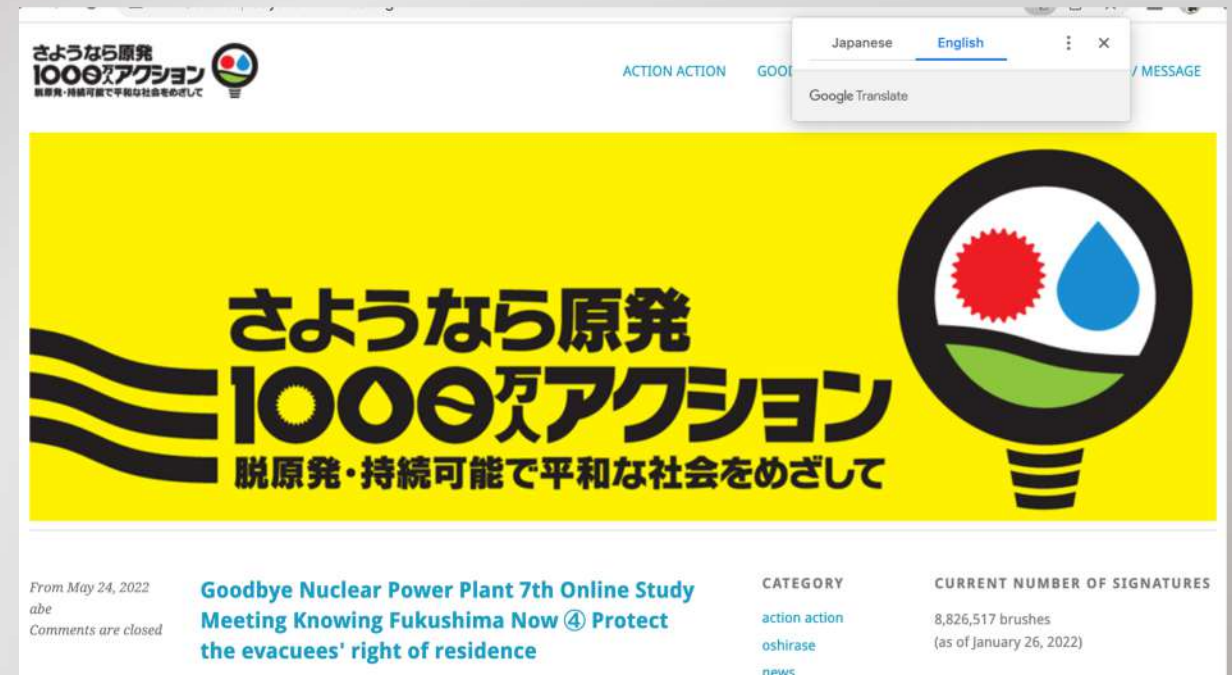 さようなら原発
1000万人アクション
脱原発・持続可能で平和な社会をめざして
ACTION ACTION
/ MESSAGE
Japanese
English
Google Translate
さようなら原発
1000万人アクション
脱原発・持続可能で平和な社会をめざして
From May 24, 2022
abe
Comments are closed
Goodbye Nuclear Power Plant 7th Online Study
Meeting Knowing Fukushima Now ④ Protect
the evacuees' right of residence
CATEGORY
action action
oshirase
news
CURRENT NUMBER OF SIGNATURES
8,826,517 brushes
(as of January 26, 2022)